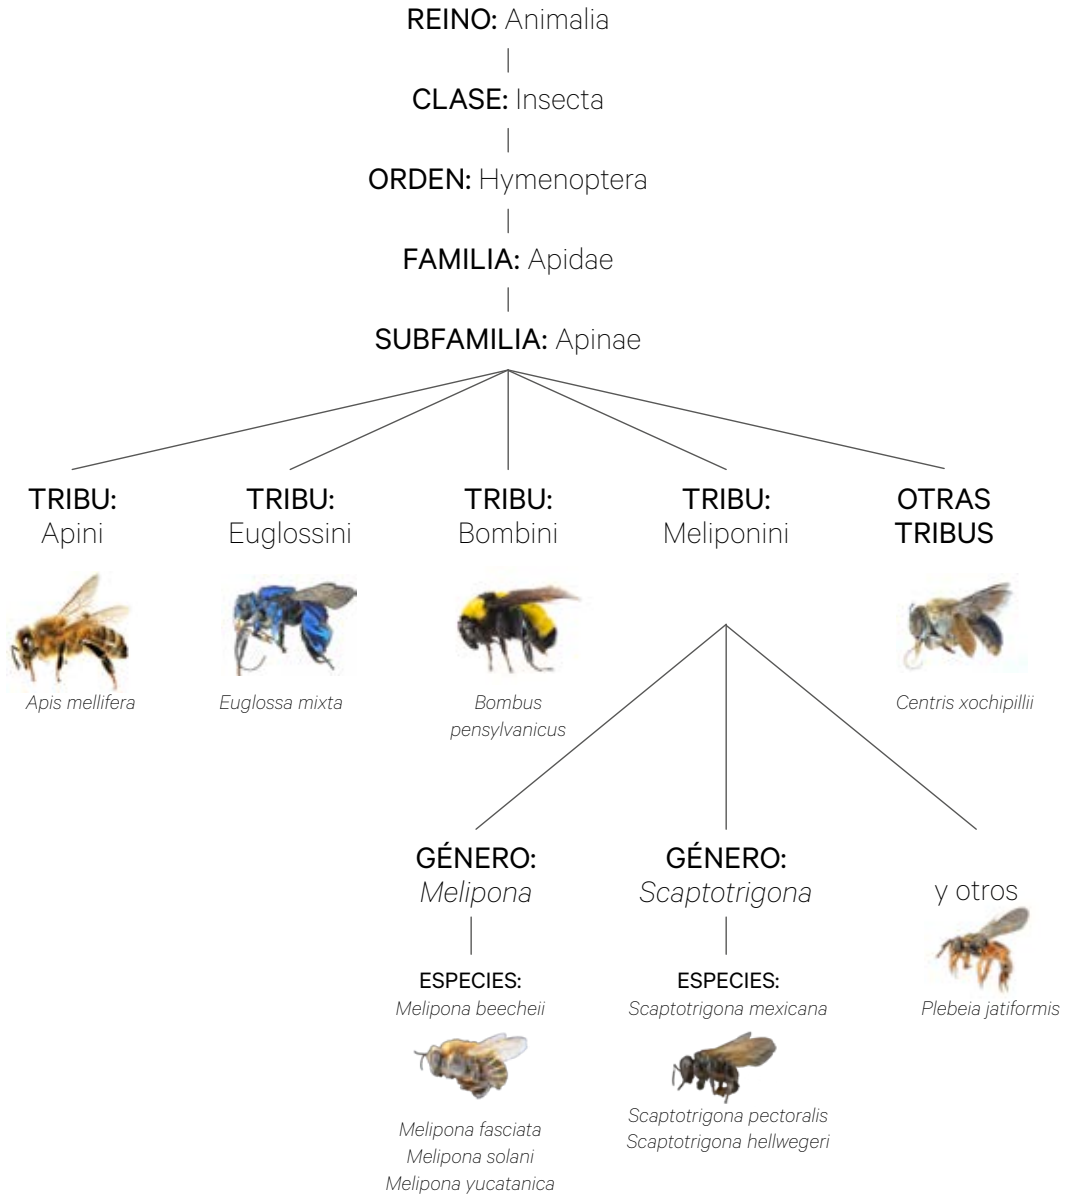 REINO: Animalia
CLASE: Insecta
ORDEN: Hymenoptera
FAMILIA: Apidae
SUBFAMILIA: Apinae
TRIBU:
Apini
TRIBU:
Euglossini
TRIBU:
Bombini
TRIBU:
Meliponini
OTRAS
TRIBUS
Apis mellifera
Euglossa mixta
Bombus
pensylvanicus
Centris xochipillii
GÉNERO:
Melipona
GÉNERO:
Scaptotrigona
y otros
ESPECIES:
Melipona beecheii
ESPECIES:
Scaptotrigona mexicana
Plebeia jatiformis
Melipona fasciata
Melipona solani
Melipona yucatanica
Scaptotrigona pectoralis
Scaptotrigona hellwegeri